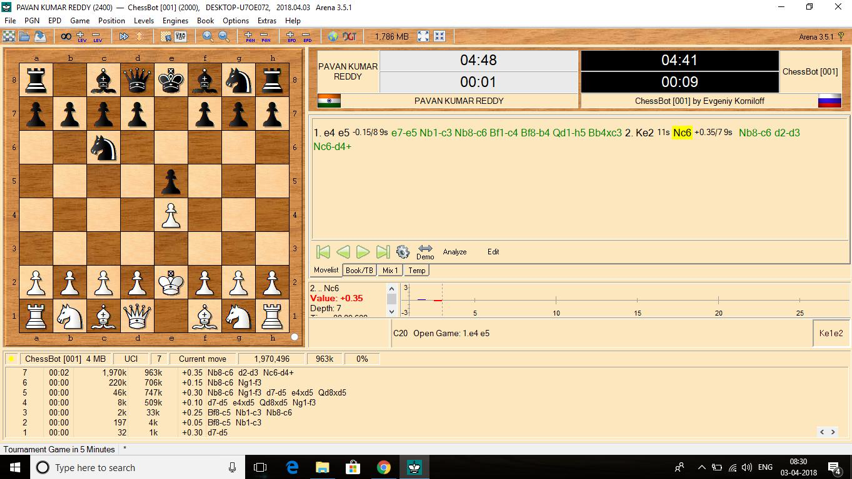 PAVAN KUMAR REDDY (2400) — ChessBot [001] (2000), DESKTOP-U7OE072, 2018.04.03 Arena 3.5.1
File PGN EPD Game Position Levels Engines Book Options Extras Help
LEV LEV EPD EPD DGT 1,786 MB Arena 3.5.1
PAVAN KUMAR REDDY 04:48 04:41 ChessBot [001]
00:01 00:09
PAVAN KUMAR REDDY ChessBot [001] by Evgeniy Korniloff
8
7
6
5
4
3
2
1
a b c d e f g h
1. e4 e5 -0.15/8 9s e7-e5 Nb1-c3 Nb8-c6 Bf1-c4 Bf8-b4 Qd1-h5 Bb4xc3 2. Ke2 11s Nc6 +0.35/7 9s Nb8-c6 d2-d3
Nc6-d4+
Demo Analyze Edit
Movelist Book/TB Mix 1 Temp
2. .. Nc6
Value: +0.35
Depth: 7
3
-3
5 10 15 20 25
C20 Open Game: 1.e4 e5
Ke1e2
ChessBot [001] 4 MB UCI 7 Current move 1,970,496 963k 0%
7 00:02 1,970k 963k +0.35 Nb8-c6 d2-d3 Nc6-d4+
6 00:00 220k 706k +0.15 Nb8-c6 Ng1-f3
5 00:00 46k 747k +0.30 Nb8-c6 Ng1-f3 d7-d5 e4xd5 Qd8xd5
4 00:00 8k 509k +0.10 d7-d5 e4xd5 Qd8xd5 Ng1-f3
3 00:00 2k 33k +0.25 Bf8-c5 Nb1-c3 Nb8-c6
2 00:00 197 4k +0.05 Bf8-c5 Nb1-c3
1 00:00 32 1k +0.30 d7-d5
Tournament Game in 5 Minutes *
Type here to search
ENG
08:30
03-04-2018
4